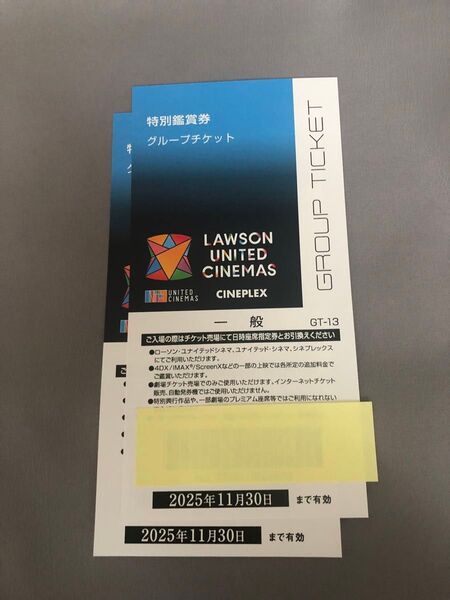 特別鑑賞券
グループチケット
GROUP TICKET
LAWSON
UNITED
CINEMAS
UNITED
CINEMAS
CINEPLEX
一般
GT-13
ご入場の際はチケット売場にて日時座席指定券とお引換えください
●ローソン・ユナイテッドシネマ、ユナイテッド・シネマ、シネプレックス
にてご利用いただけます。
●4DX/IMAX®/ScreenXなどの一部の上映では各所定の追加料金で
ご鑑賞いただけます。
●劇場チケット売場でのみご使用いただけます。インターネットチケット
販売、自動発券機ではご使用いただけません。
●特別興行作品や、一部劇場のプレミアム座席等ではご利用になれない
2025年11月30日 まで有効
2025年11月30日 まで有効